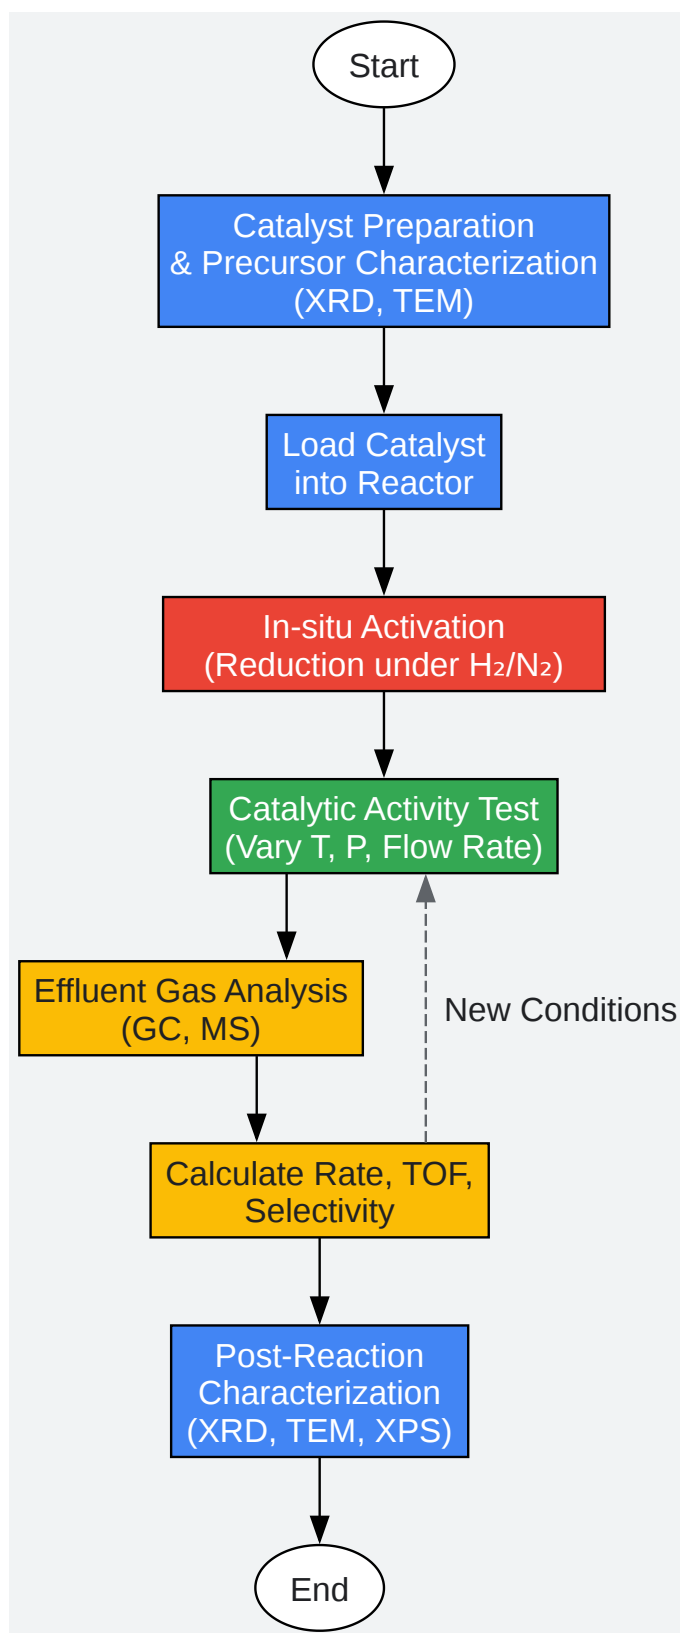 Start
Catalyst Preparation
& Precursor Characterization
(XRD, TEM)
Load Catalyst
into Reactor
In-situ Activation
(Reduction under H₂/N₂)
Catalytic Activity Test
(Vary T, P, Flow Rate)
Effluent Gas Analysis
(GC, MS)
New Conditions
Calculate Rate, TOF,
Selectivity
Post-Reaction
Characterization
(XRD, TEM, XPS)
End